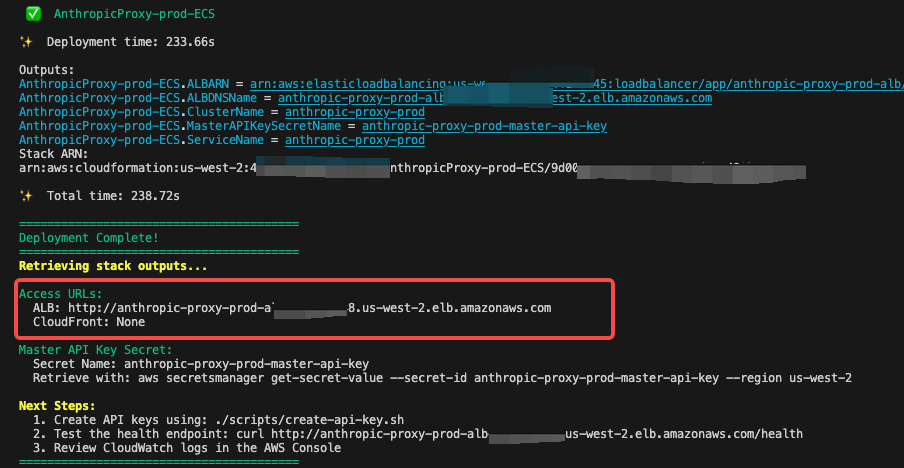 AnthropicProxy-prod-ECS
Deployment time: 233.66s
Outputs:
AnthropicProxy-prod-ECS.ALBARN = arn:aws:elasticloadbalancing:us-we 45:loadbalancer/app/anthropic-proxy-prod-alb/
AnthropicProxy-prod-ECS.ALBDNSName = anthropic-proxy-prod-alb est-2.elb.amazonaws.com
AnthropicProxy-prod-ECS.ClusterName = anthropic-proxy-prod
AnthropicProxy-prod-ECS.MasterAPIKeySecretName = anthropic-proxy-prod-master-api-key
AnthropicProxy-prod-ECS.ServiceName = anthropic-proxy-prod
Stack ARN:
arn:aws:cloudformation:us-west-2:4 nthropicProxy-prod-ECS/9d00
Total time: 238.72s
========================================
Deployment Complete!
========================================
Retrieving stack outputs...
Access URLs:
ALB: http://anthropic-proxy-prod-a 8.us-west-2.elb.amazonaws.com
CloudFront: None
Master API Key Secret:
Secret Name: anthropic-proxy-prod-master-api-key
Retrieve with: aws secretsmanager get-secret-value --secret-id anthropic-proxy-prod-master-api-key --region us-west-2
Next Steps:
1. Create API keys using: ./scripts/create-api-key.sh
2. Test the health endpoint: curl http://anthropic-proxy-prod-alb us-west-2.elb.amazonaws.com/health
3. Review CloudWatch logs in the AWS Console
========================================